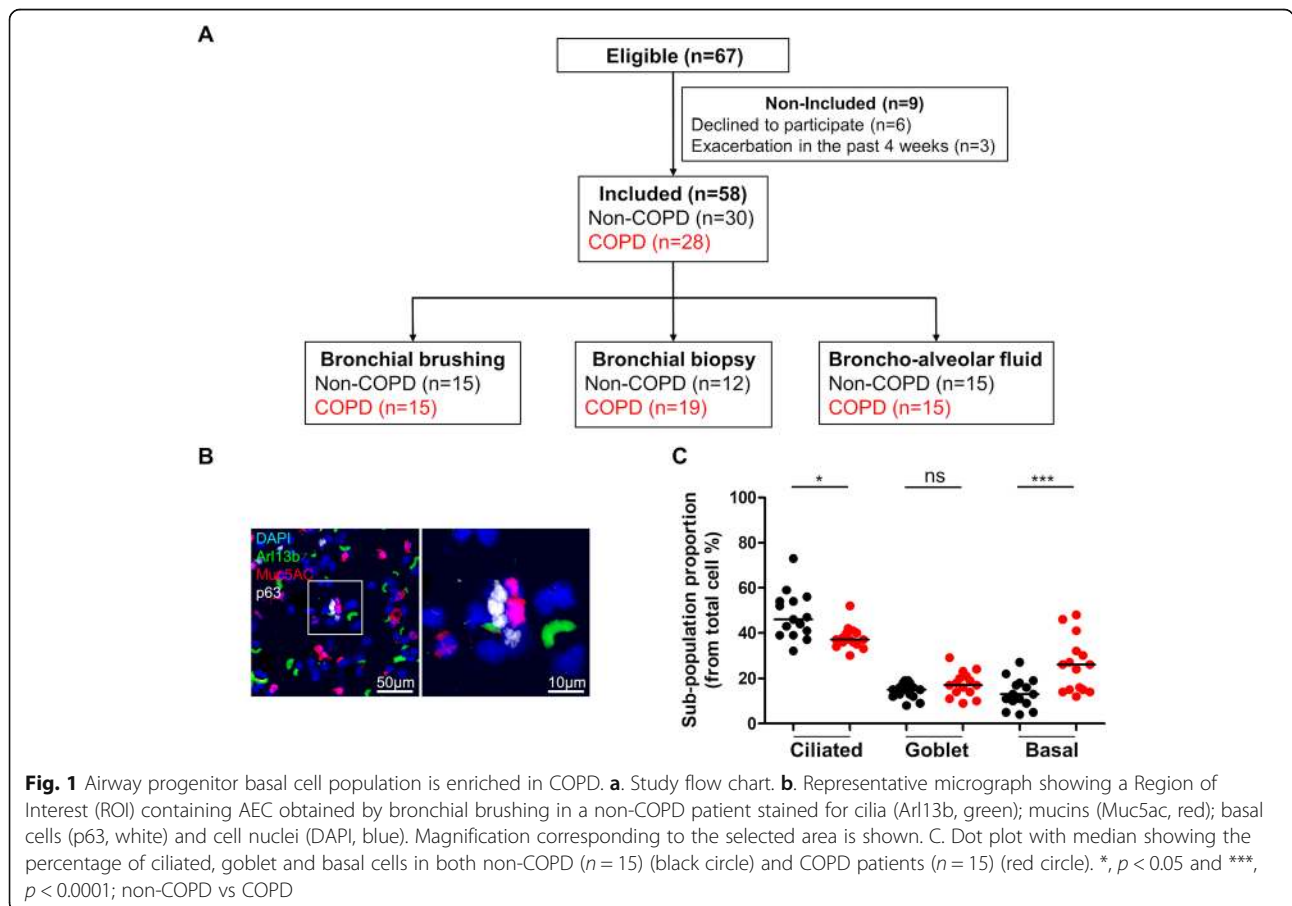 A
Eligible (n=67)
Non-Included (n=9)
Declined to participate (n=6)
Exacerbation in the past 4 weeks (n=3)
Included (n=58)
Non-COPD (n=30)
COPD (n=28)
Bronchial brushing
Non-COPD (n=15)
COPD (n=15)
Bronchial biopsy
Non-COPD (n=12)
COPD (n=19)
Broncho-alveolar fluid
Non-COPD (n=15)
COPD (n=15)
B
DAPI
Arl13b
Muc5AC
p63
50µm
10µm
C
* ns ***
Sub-population proportion
(from total cell %)
100
80
60
40
20
0
Ciliated Goblet Basal
Fig. 1 Airway progenitor basal cell population is enriched in COPD. a. Study flow chart. b. Representative micrograph showing a Region of
Interest (ROI) containing AEC obtained by bronchial brushing in a non-COPD patient stained for cilia (Arl13b, green); mucins (Muc5ac, red); basal
cells (p63, white) and cell nuclei (DAPI, blue). Magnification corresponding to the selected area is shown. C. Dot plot with median showing the
percentage of ciliated, goblet and basal cells in both non-COPD (n = 15) (black circle) and COPD patients (n = 15) (red circle). *, p < 0.05 and ***,
p < 0.0001; non-COPD vs COPD